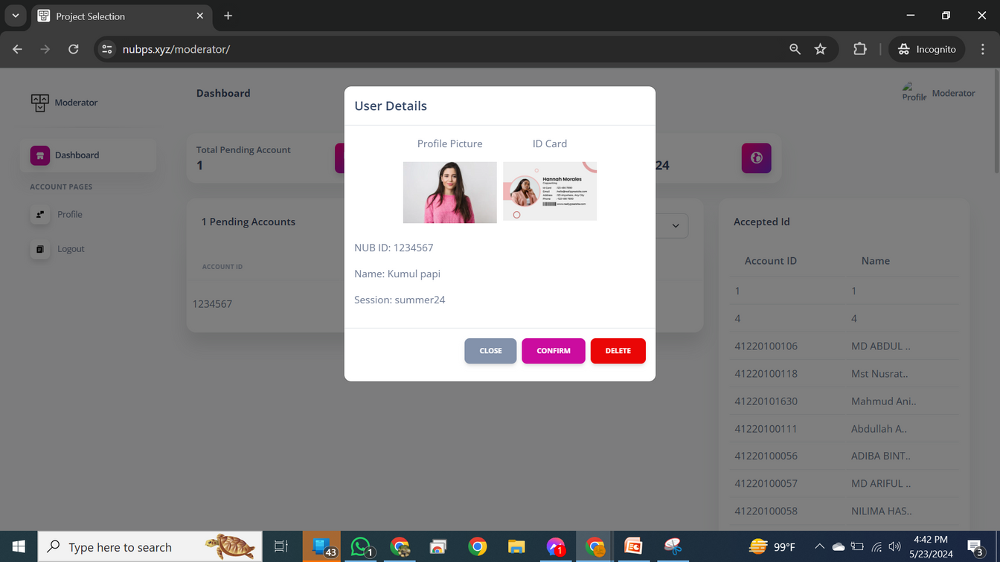 Project Selection
nubps.xyz/moderator/
Incognito
Moderator
Dashboard
Profile
Moderator
Dashboard
ACCOUNT PAGES
Profile
Logout
Total Pending Account
1
24
1 Pending Accounts
ACCOUNT ID
1234567
User Details
Profile Picture
ID Card
Hannah Morales
www.reallygreatsite.com
NUB ID: 1234567
Name: Kumul papi
Session: summer24
CLOSE
CONFIRM
DELETE
Accepted Id
Account ID Name
1 1
4 4
41220100106 MD ABDUL ..
41220100118 Mst Nusrat..
41220101630 Mahmud Ani..
41220100111 Abdullah A..
41220100056 ADIBA BINT..
41220100057 MD ARIFUL ..
41220100058 NILIMA HAS..
Type here to search
43
1
1
99°F
4:42 PM
5/23/2024
3